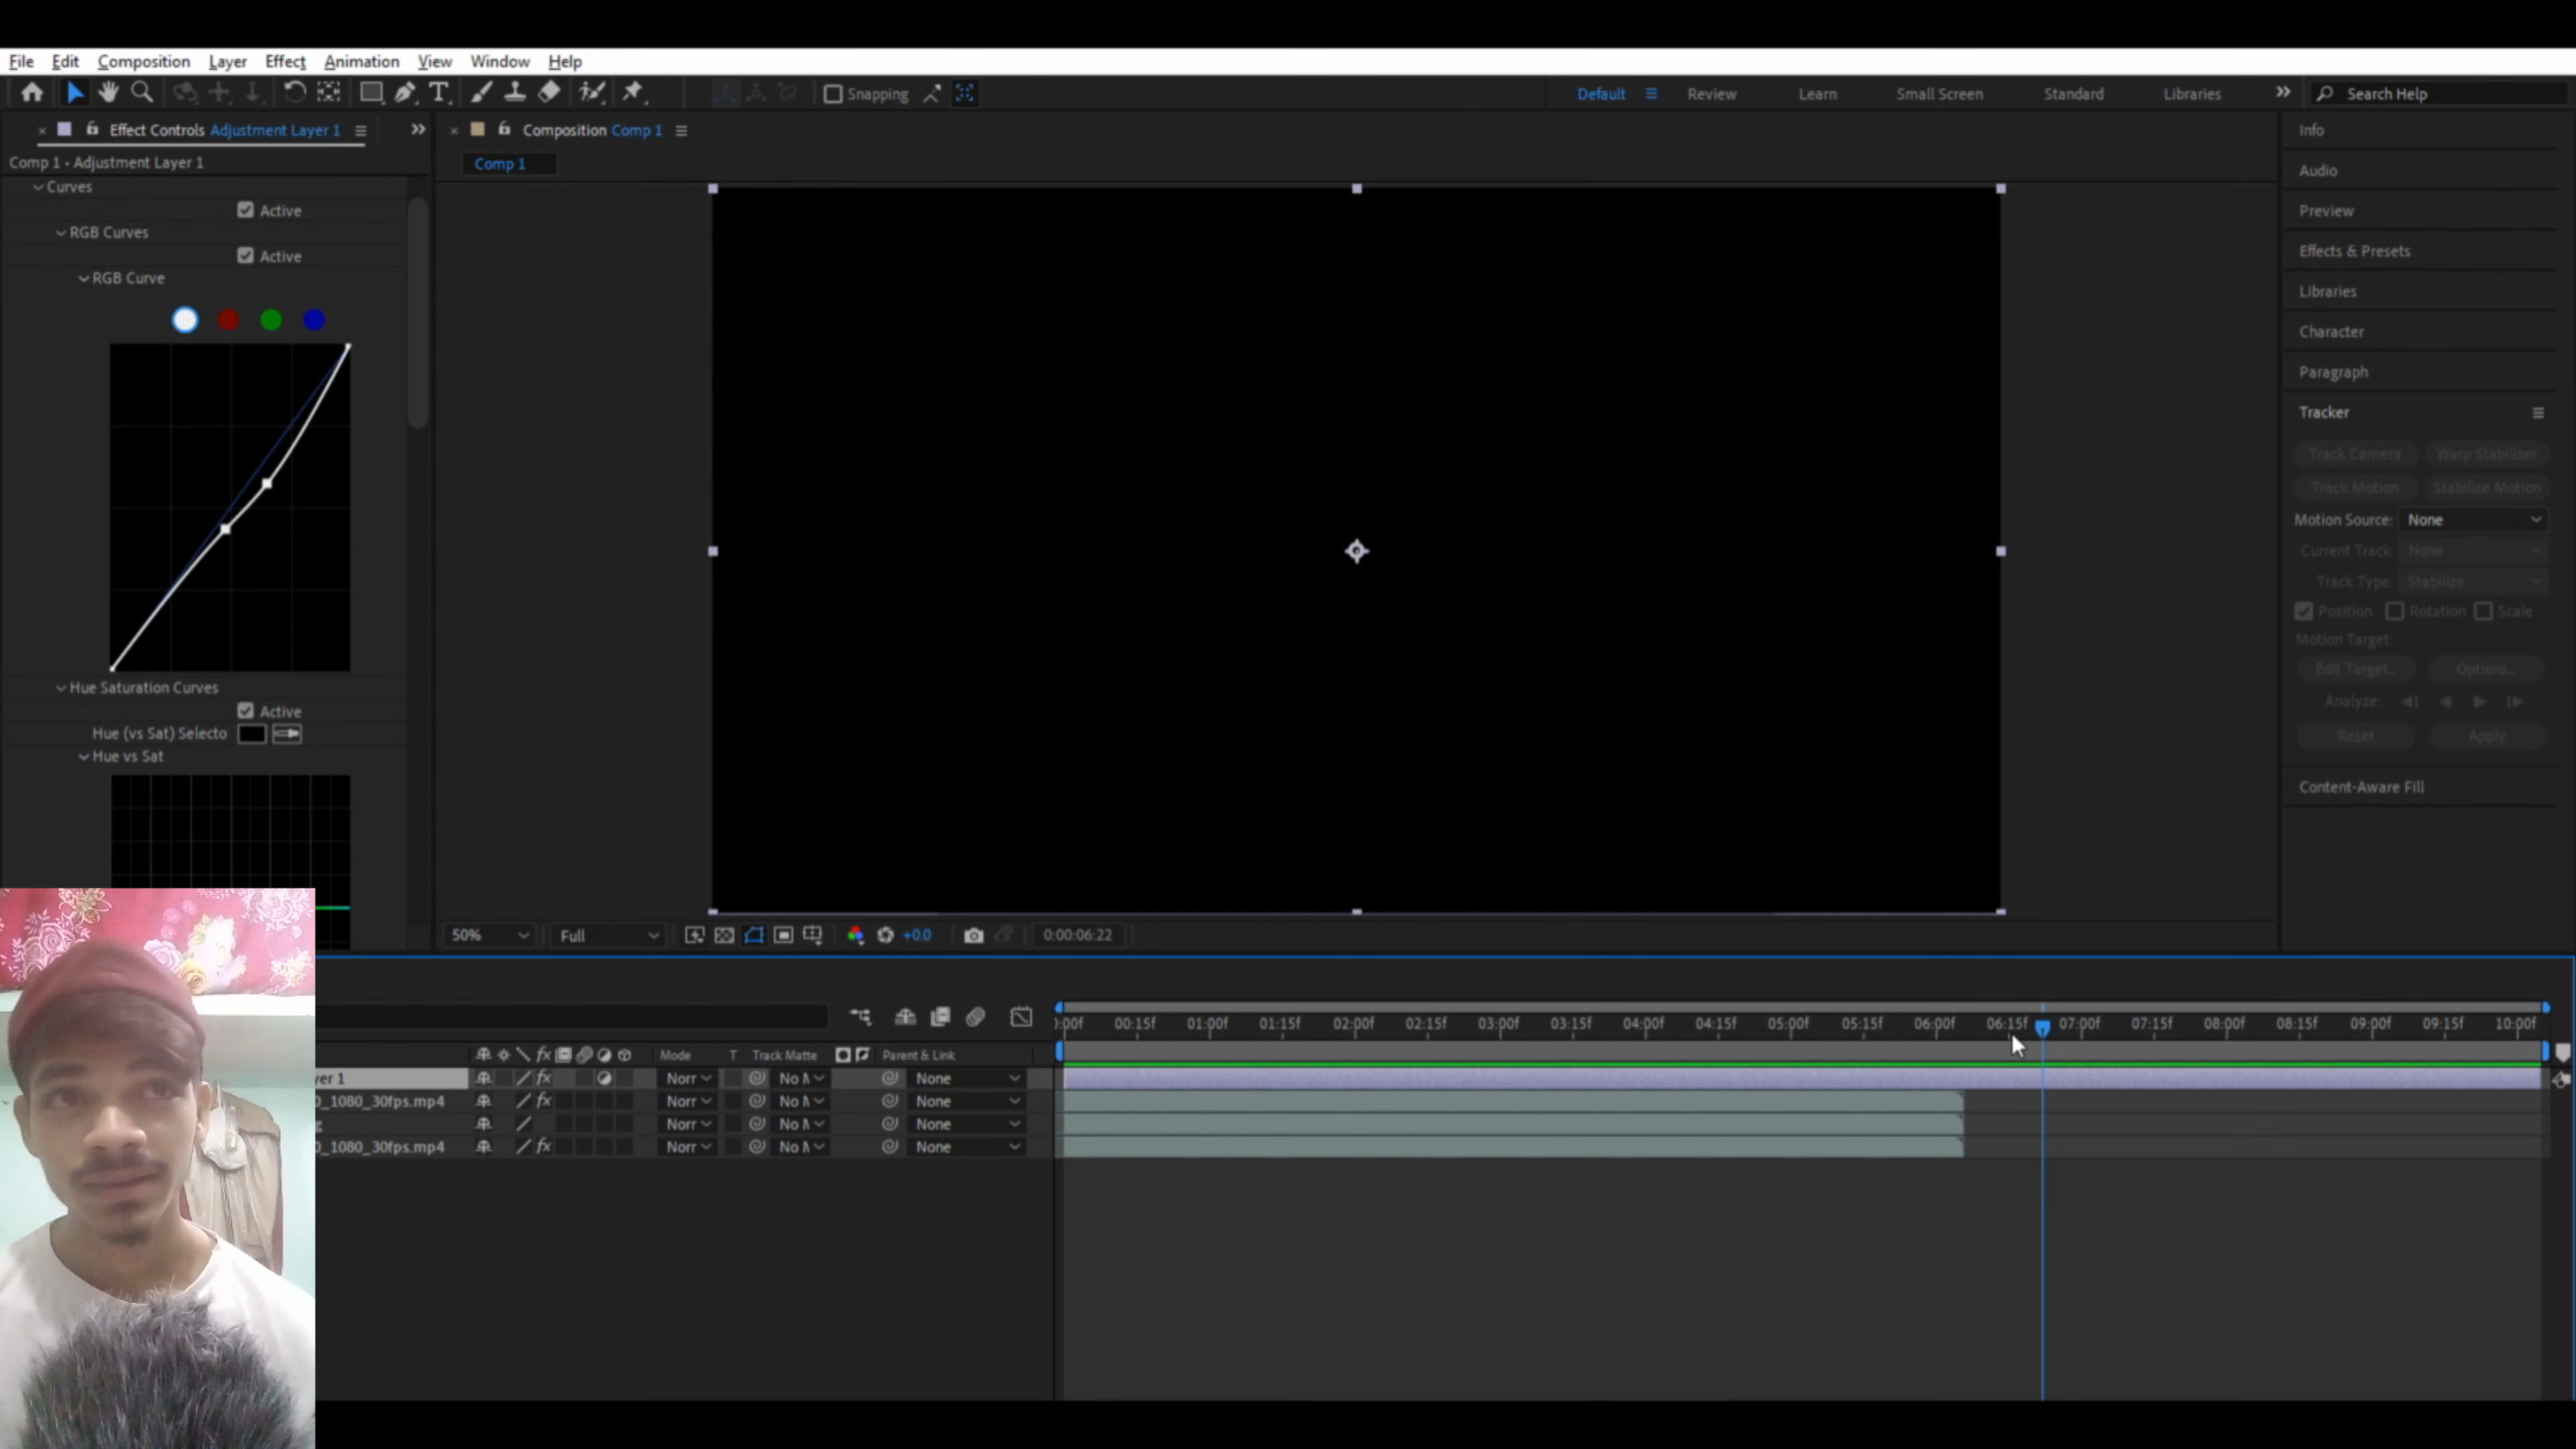 File Edit Composition Layer Effect Animation View Window Help
Snapping
Default Review Learn Small Screen Standard Libraries Search Help
Effect Controls Adjustment Layer 1
Comp 1 • Adjustment Layer 1
Curves
Active
RGB Curves
Active
RGB Curve
Hue Saturation Curves
Active
Hue (vs Sat) Selecto
Hue vs Sat
Composition Comp 1
Comp 1
50% Full +0.0 0:00:06:22
Info
Audio
Preview
Effects & Presets
Libraries
Character
Paragraph
Tracker
Track Camera Warp Stabilizer
Track Motion Stabilize Motion
Motion Source: None
Current Track: None
Track Type: Stabilize
Position Rotation Scale
Motion Target:
Edit Target... Options...
Analyze:
Reset Apply
Content-Aware Fill
):00f 00:15f 01:00f 01:15f 02:00f 02:15f 03:00f 03:15f 04:00f 04:15f 05:00f 05:15f 06:00f 06:15f 07:00f 07:15f 08:00f 08:15f 09:00f 09:15f 10:00f
fx Mode T Track Matte Parent & Link
yer 1 fx Norr No M None
0_1080_30fps.mp4 fx Norr No M None
g Norr No M None
0_1080_30fps.mp4 fx Norr No M None